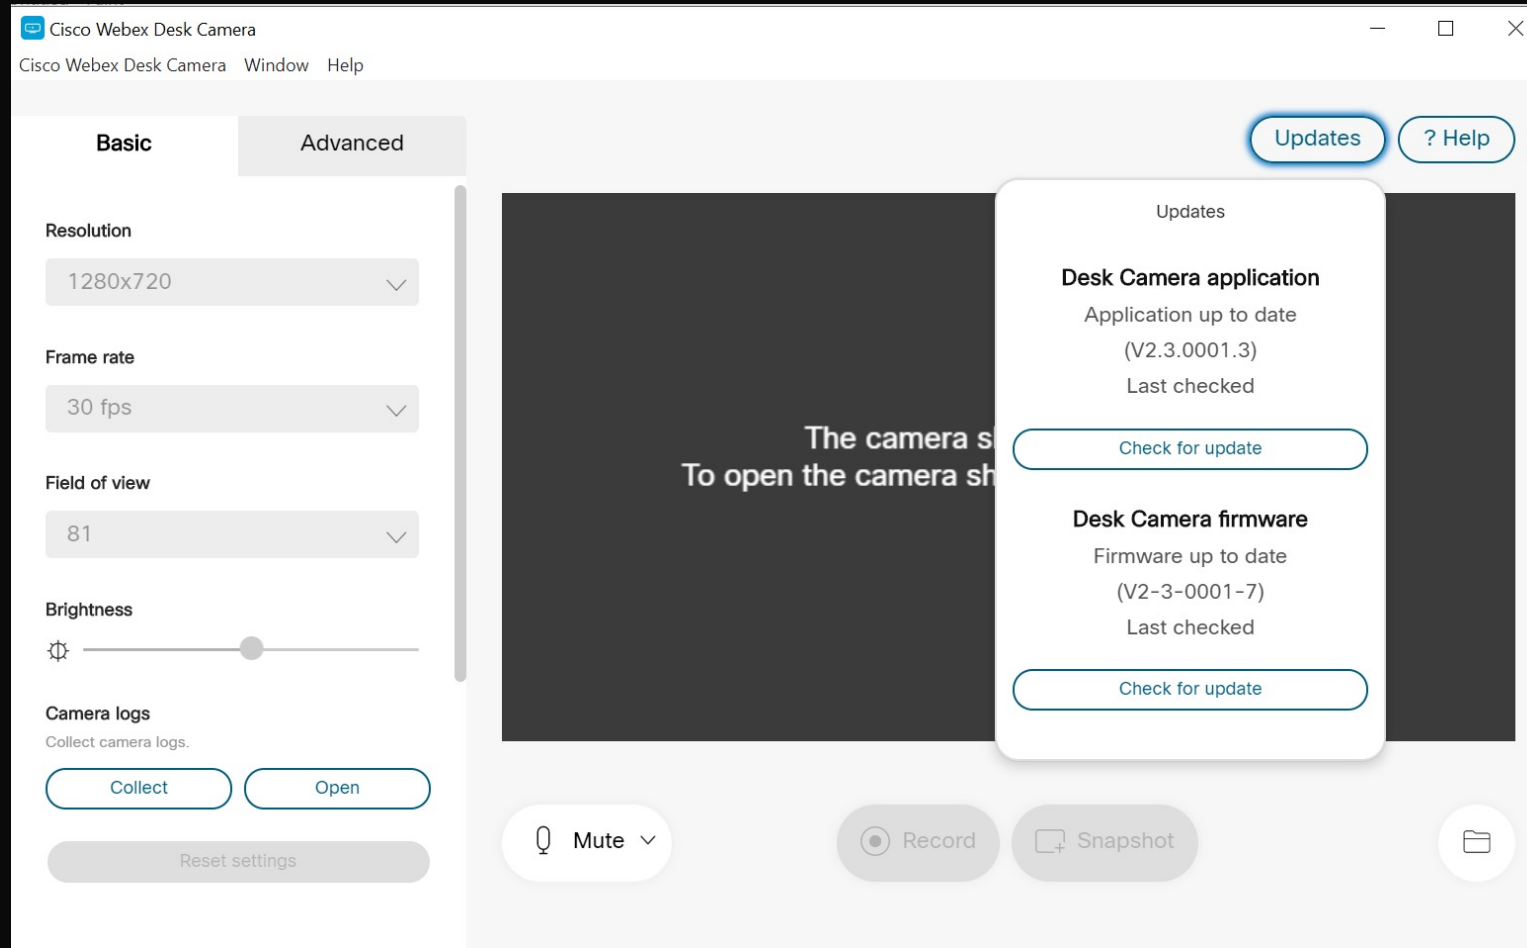 Cisco Webex Desk Camera
Cisco Webex Desk Camera Window Help
Basic
Advanced
Updates
? Help
Resolution
1280x720
Frame rate
30 fps
Field of view
81
Brightness
Camera logs
Collect camera logs.
Collect
Open
Reset settings
The camera
To open the camera
Updates
Desk Camera application
Application up to date
(V2.3.0001.3)
Last checked
Check for update
Desk Camera firmware
Firmware up to date
(V2-3-0001-7)
Last checked
Check for update
Mute
Record
Snapshot